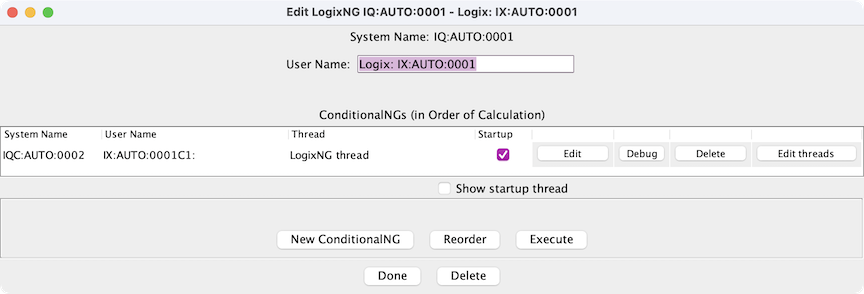 Edit LogixNG IQ:AUTO:0001 - Logix: IX:AUTO:0001
System Name: IQ:AUTO:0001
User Name: Logix: IX:AUTO:0001
ConditionalNGs (in Order of Calculation)
System Name User Name Thread Startup
IQC:AUTO:0002 IX:AUTO:0001C1: LogixNG thread Edit Debug Delete Edit threads
Show startup thread
New ConditionalNG Reorder Execute
Done Delete